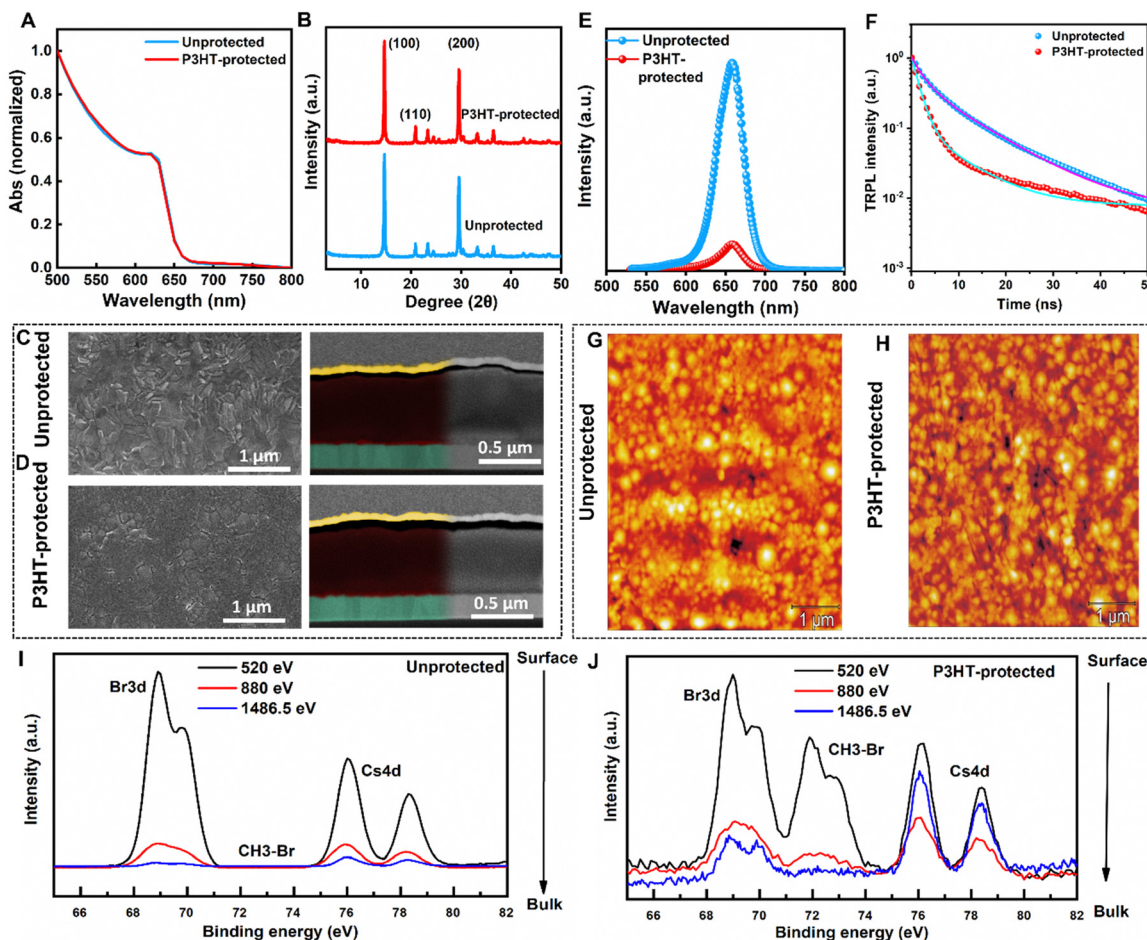 A
Unprotected
P3HT-protected
Abs (normalized)
1.0
0.8
0.6
0.4
0.2
0.0
500 550 600 650 700 750 800
Wavelength (nm)
B
(100)
(200)
(110)
P3HT-protected
Unprotected
Intensity (a.u.)
10 20 30 40 50
Degree (2θ)
E
Unprotected
P3HT-
protected
Intensity (a.u.)
500 550 600 650 700 750 800
Wavelength (nm)
F
Unprotected
P3HT-protected
TRPL intensity (a.u.)
10⁰
10⁻¹
10⁻²
10⁻³
0 10 20 30 40 50
Time (ns)
C
Unprotected
1 μm
0.5 μm
D
P3HT-protected
1 μm
0.5 μm
G
Unprotected
1 μm
H
P3HT-protected
1 μm
I
520 eV
880 eV
1486.5 eV
Unprotected
Br3d
CH3-Br
Cs4d
Intensity (a.u.)
66 68 70 72 74 76 78 80 82
Binding energy (eV)
Surface
Bulk
J
520 eV
880 eV
1486.5 eV
P3HT-protected
Br3d
CH3-Br
Cs4d
Intensity (a.u.)
66 68 70 72 74 76 78 80 82
Binding energy (eV)
Surface
Bulk